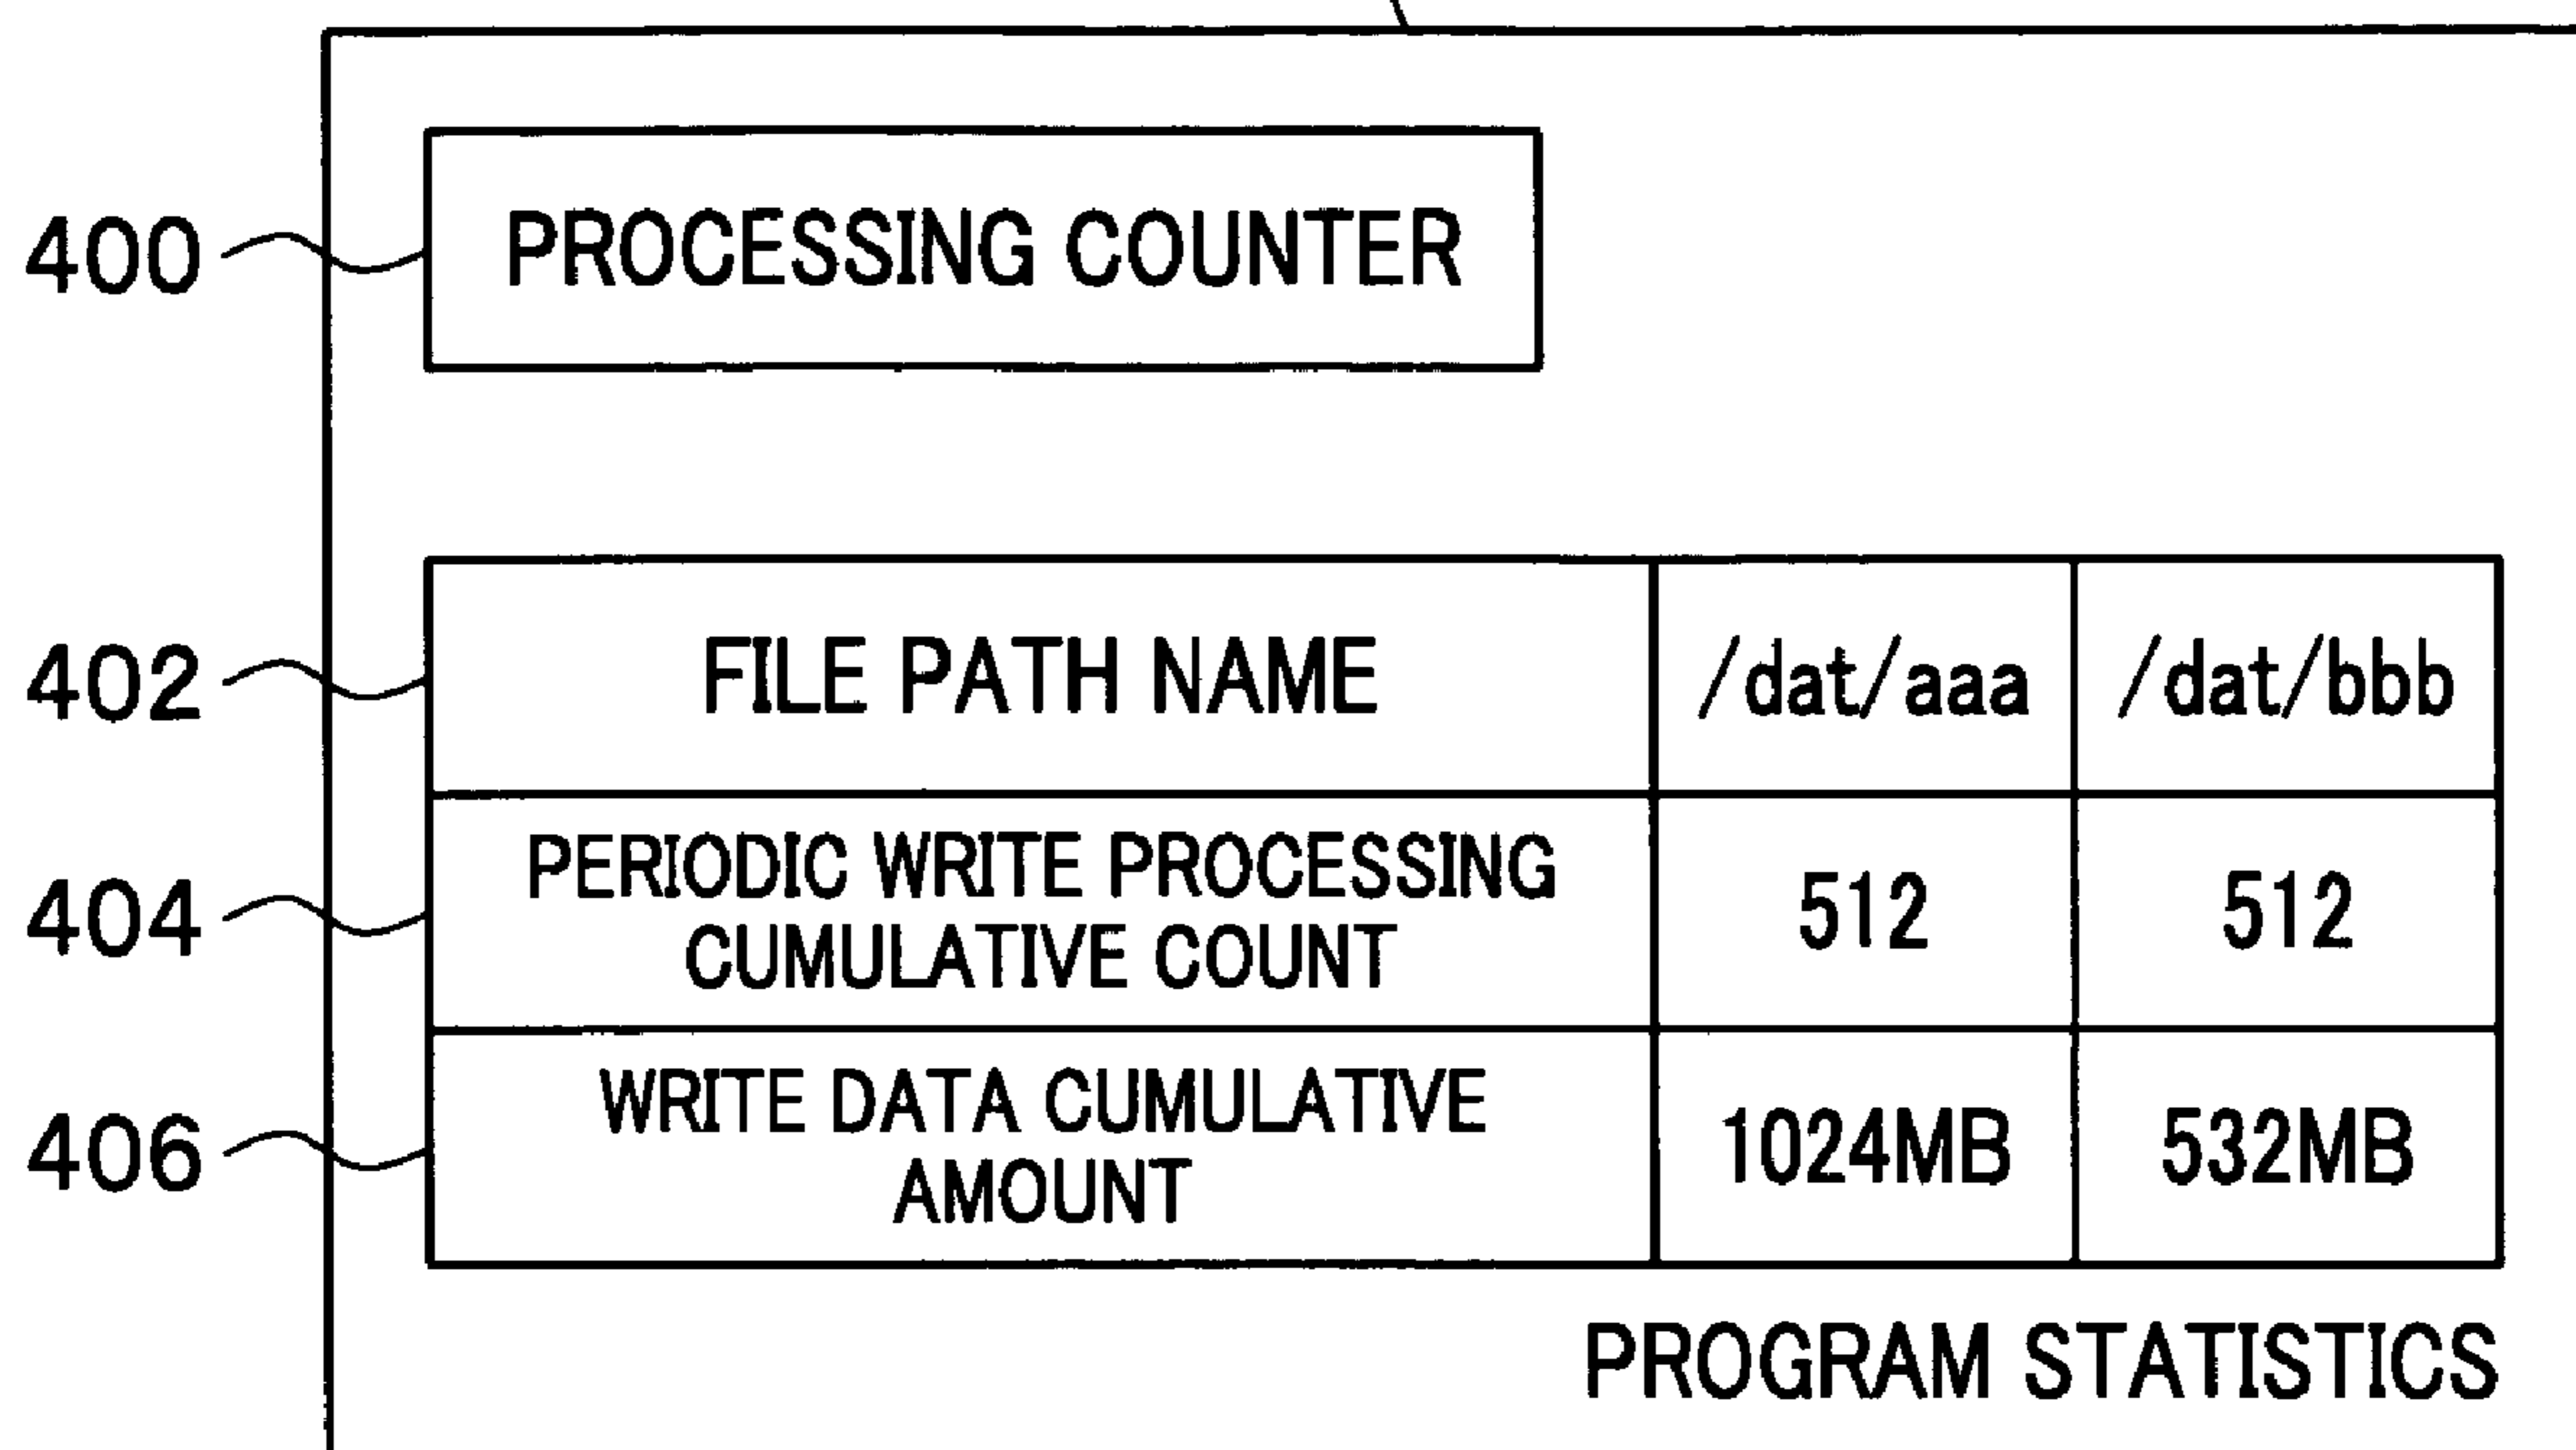 400 PROCESSING COUNTER
402 FILE PATH NAME /dat/aaa /dat/bbb
404 PERIODIC WRITE PROCESSING
CUMULATIVE COUNT 512 512
406 WRITE DATA CUMULATIVE
AMOUNT 1024MB 532MB
PROGRAM STATISTICS